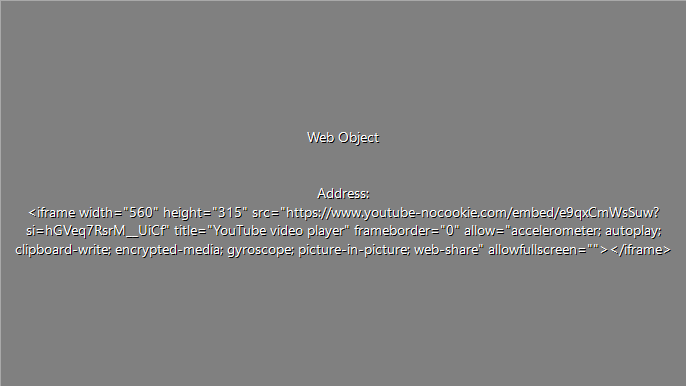 Web Object
Address:
<iframe width="560" height="315" src="https://www.youtube-nocookie.com/embed/e9qxCmWsSuw?
si=hGVeq7RsrM__UiCf" title="YouTube video player" frameborder="0" allow="accelerometer; autoplay;
clipboard-write; encrypted-media; gyroscope; picture-in-picture; web-share" allowfullscreen=""></iframe>